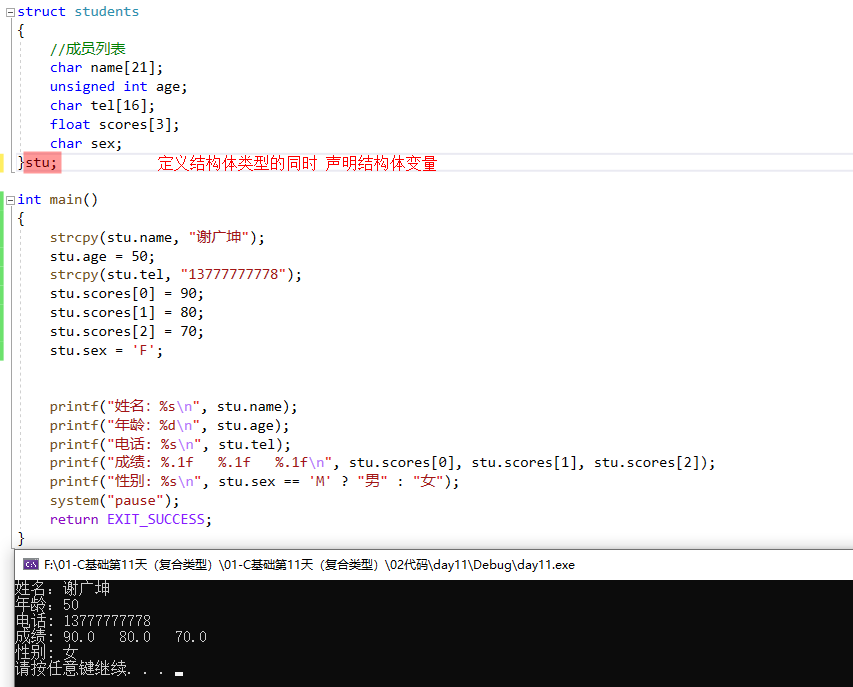 struct students
{
//成员列表
char name[21];
unsigned int age;
char tel[16];
float scores[3];
char sex;
}stu; 定义结构体类型的同时 声明结构体变量
int main()
{
strcpy(stu.name, "谢广坤");
stu.age = 50;
strcpy(stu.tel, "13777777778");
stu.scores[0] = 90;
stu.scores[1] = 80;
stu.scores[2] = 70;
stu.sex = 'F';
printf("姓名: %s\n", stu.name);
printf("年龄: %d\n", stu.age);
printf("电话: %s\n", stu.tel);
printf("成绩: %.1f   %.1f   %.1f\n", stu.scores[0], stu.scores[1], stu.scores[2]);
printf("性别: %s\n", stu.sex == 'M' ? "男" : "女");
system("pause");
return EXIT_SUCCESS;
}
F:\01-C基础第11天（复合类型）\01-C基础第11天（复合类型）\02代码\day11\Debug\day11.exe
姓名: 谢广坤
年龄: 50
电话: 13777777778
成绩: 90.0   80.0   70.0
性别: 女
请按任意键继续. . .